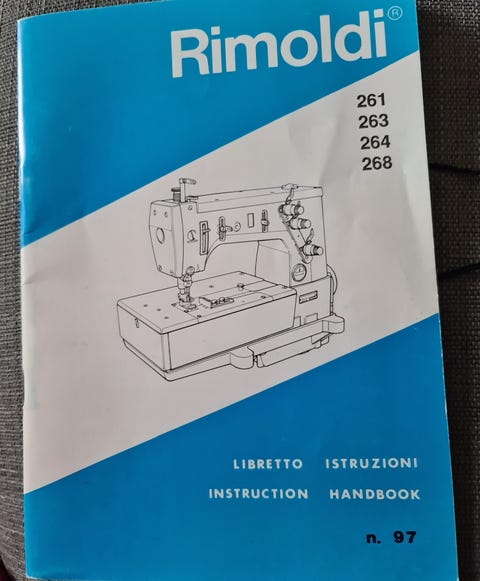 Rimoldi®
261
263
264
268
LIBRETTO ISTRUZIONI
INSTRUCTION HANDBOOK
n. 97